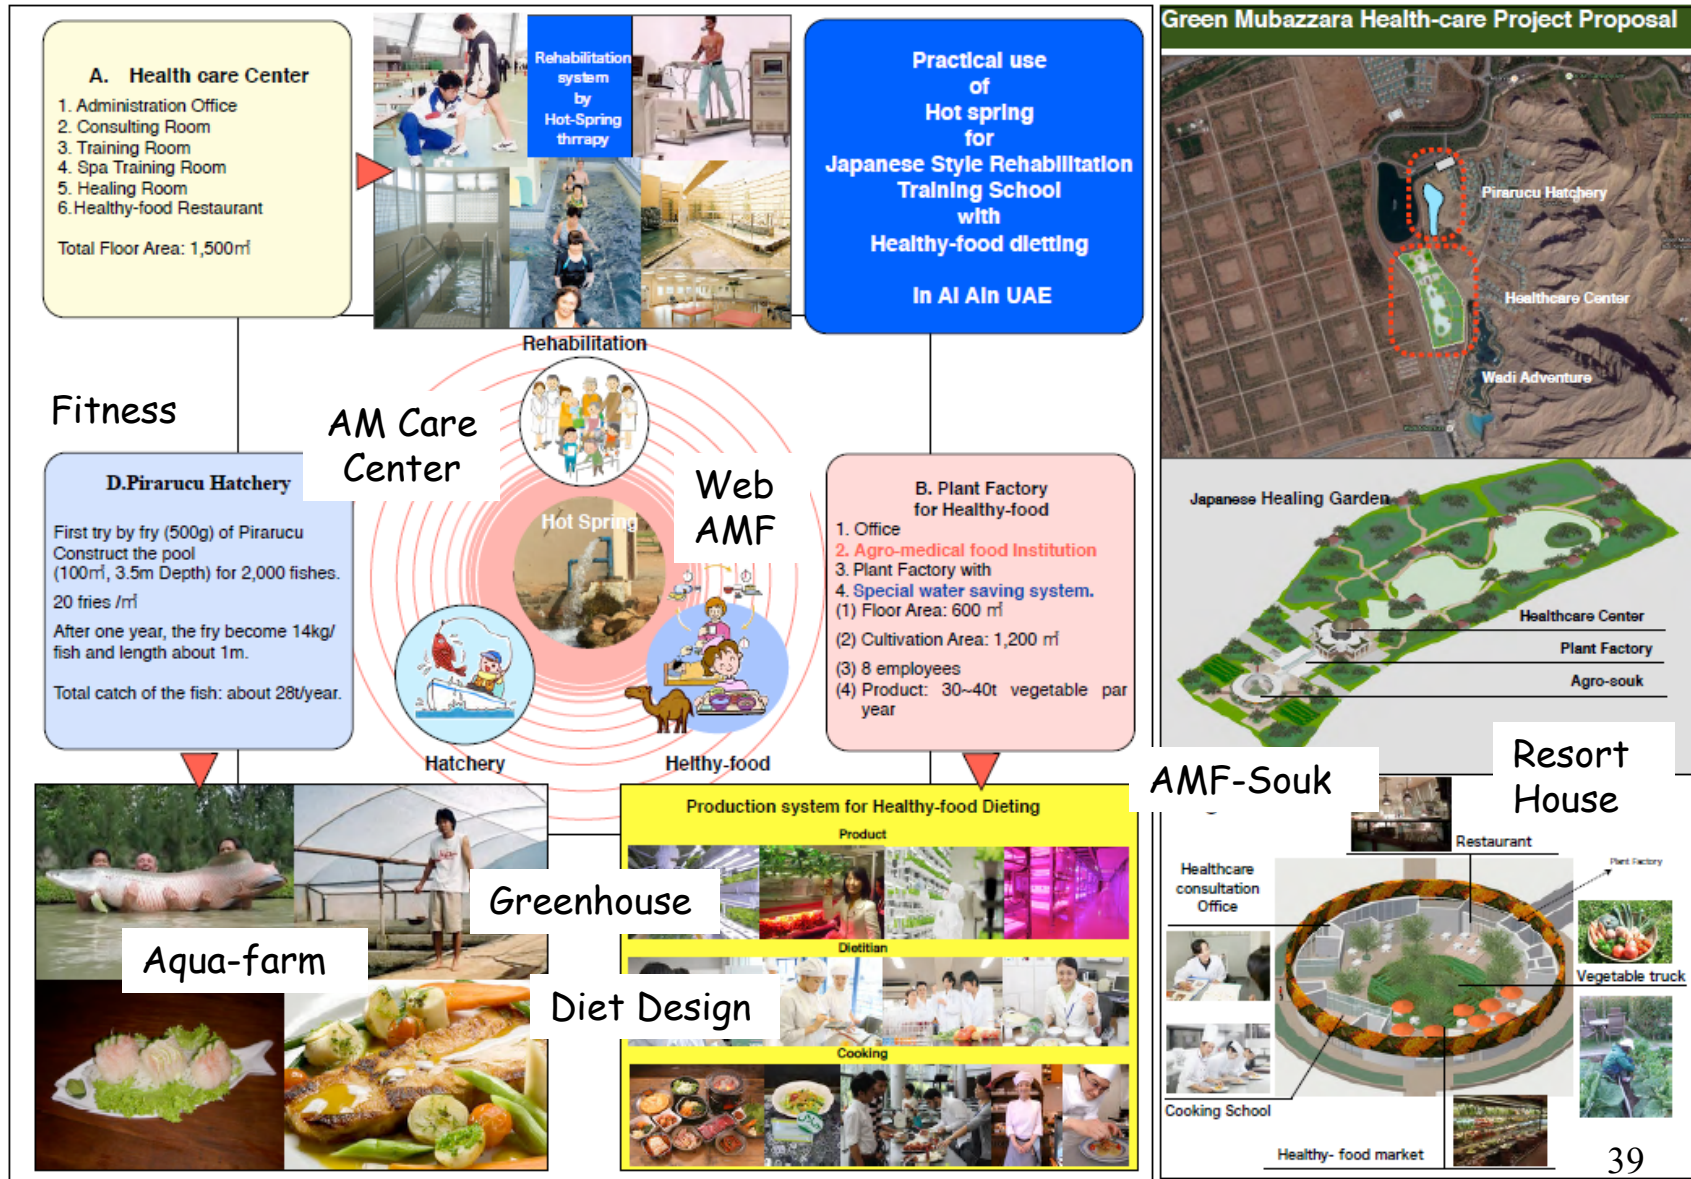 A. Health care Center
1. Administration Office
2. Consulting Room
3. Training Room
4. Spa Training Room
5. Healing Room
6. Healthy-food Restaurant
Total Floor Area: 1,500㎡
Rehabilitation
system
by
Hot-Spring
thrrapy
Practical use
of
Hot spring
for
Japanese Style Rehabilitation
Training School
with
Healthy-food dietting
In Al Ain UAE
Rehabilitation
Fitness
AM Care
Center
Web
AMF
Hot Spring
D.Pirarucu Hatchery
First try by fry (500g) of Pirarucu
Construct the pool
(100㎡, 3.5m Depth) for 2,000 fishes.
20 fries /㎡
After one year, the fry become 14kg/
fish and length about 1m.
Total catch of the fish: about 28t/year.
B. Plant Factory
for Healthy-food
1. Office
2. Agro-medical food Institution
3. Plant Factory with
4. Special water saving system.
(1) Floor Area: 600 ㎡
(2) Cultivation Area: 1,200 ㎡
(3) 8 employees
(4) Product: 30~40t vegetable par
year
Hatchery
Helthy-food
Aqua-farm
Greenhouse
Diet Design
Production system for Healthy-food Dieting
Product
Dietitian
Cooking
Green Mubazzara Health-care Project Proposal
Pirarucu Hatchery
Healthcare Center
Wadi Adventure
Japanese Healing Garden
Healthcare Center
Plant Factory
Agro-souk
AMF-Souk
Resort
House
Restaurant
Plant Factory
Healthcare
consultation
Office
Vegetable truck
Cooking School
Healthy- food market
39